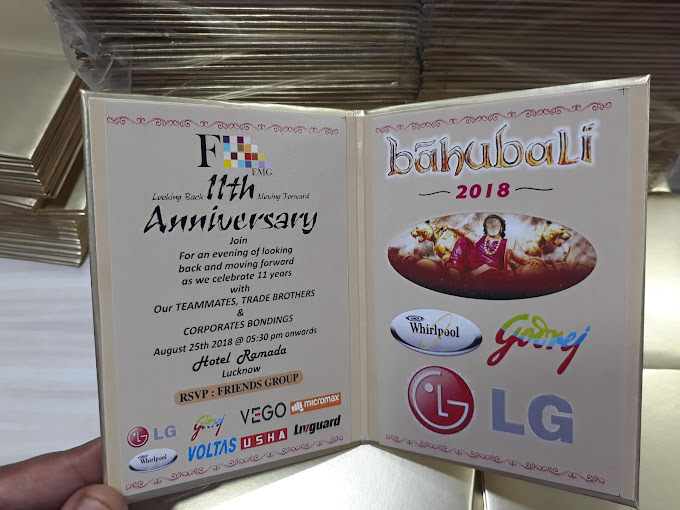 F
FMG
Looking Back 11th Moving Forward
Anniversary
Join
For an evening of looking
back and moving forward
as we celebrate 11 years
with
Our TEAMMATES, TRADE BROTHERS
&
CORPORATES BONDINGS
August 25th 2018 @ 05:30 pm onwards
Hotel Ramada
Lucknow
RSVP : FRIENDS GROUP
LG Godrej VEGO micromax
Whirlpool VOLTAS USHA Livguard
bāhubali
2018
Whirlpool Godrej
LG LG